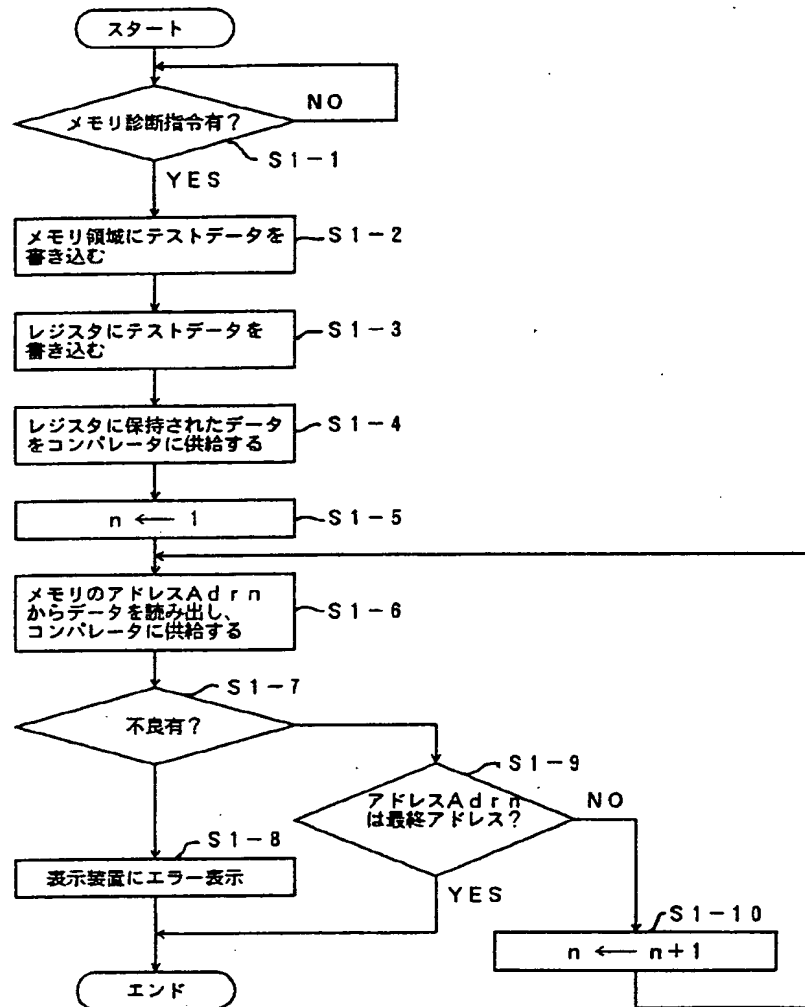 スタート
NO
メモリ診断指令有?
S1-1
YES
メモリ領域にテストデータを
書き込む
S1-2
レジスタにテストデータを
書き込む
S1-3
レジスタに保持されたデータ
をコンパレータに供給する
S1-4
n ← 1
S1-5
メモリのアドレスAdrn
からデータを読み出し、
コンパレータに供給する
S1-6
S1-7
不良有?
S1-9
アドレスAdrn
は最終アドレス?
NO
S1-8
表示装置にエラー表示
YES
S1-10
n ← n+1
エンド